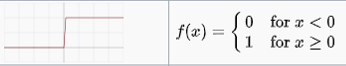 f(x) = { 0 for x < 0
1 for x ≥ 0